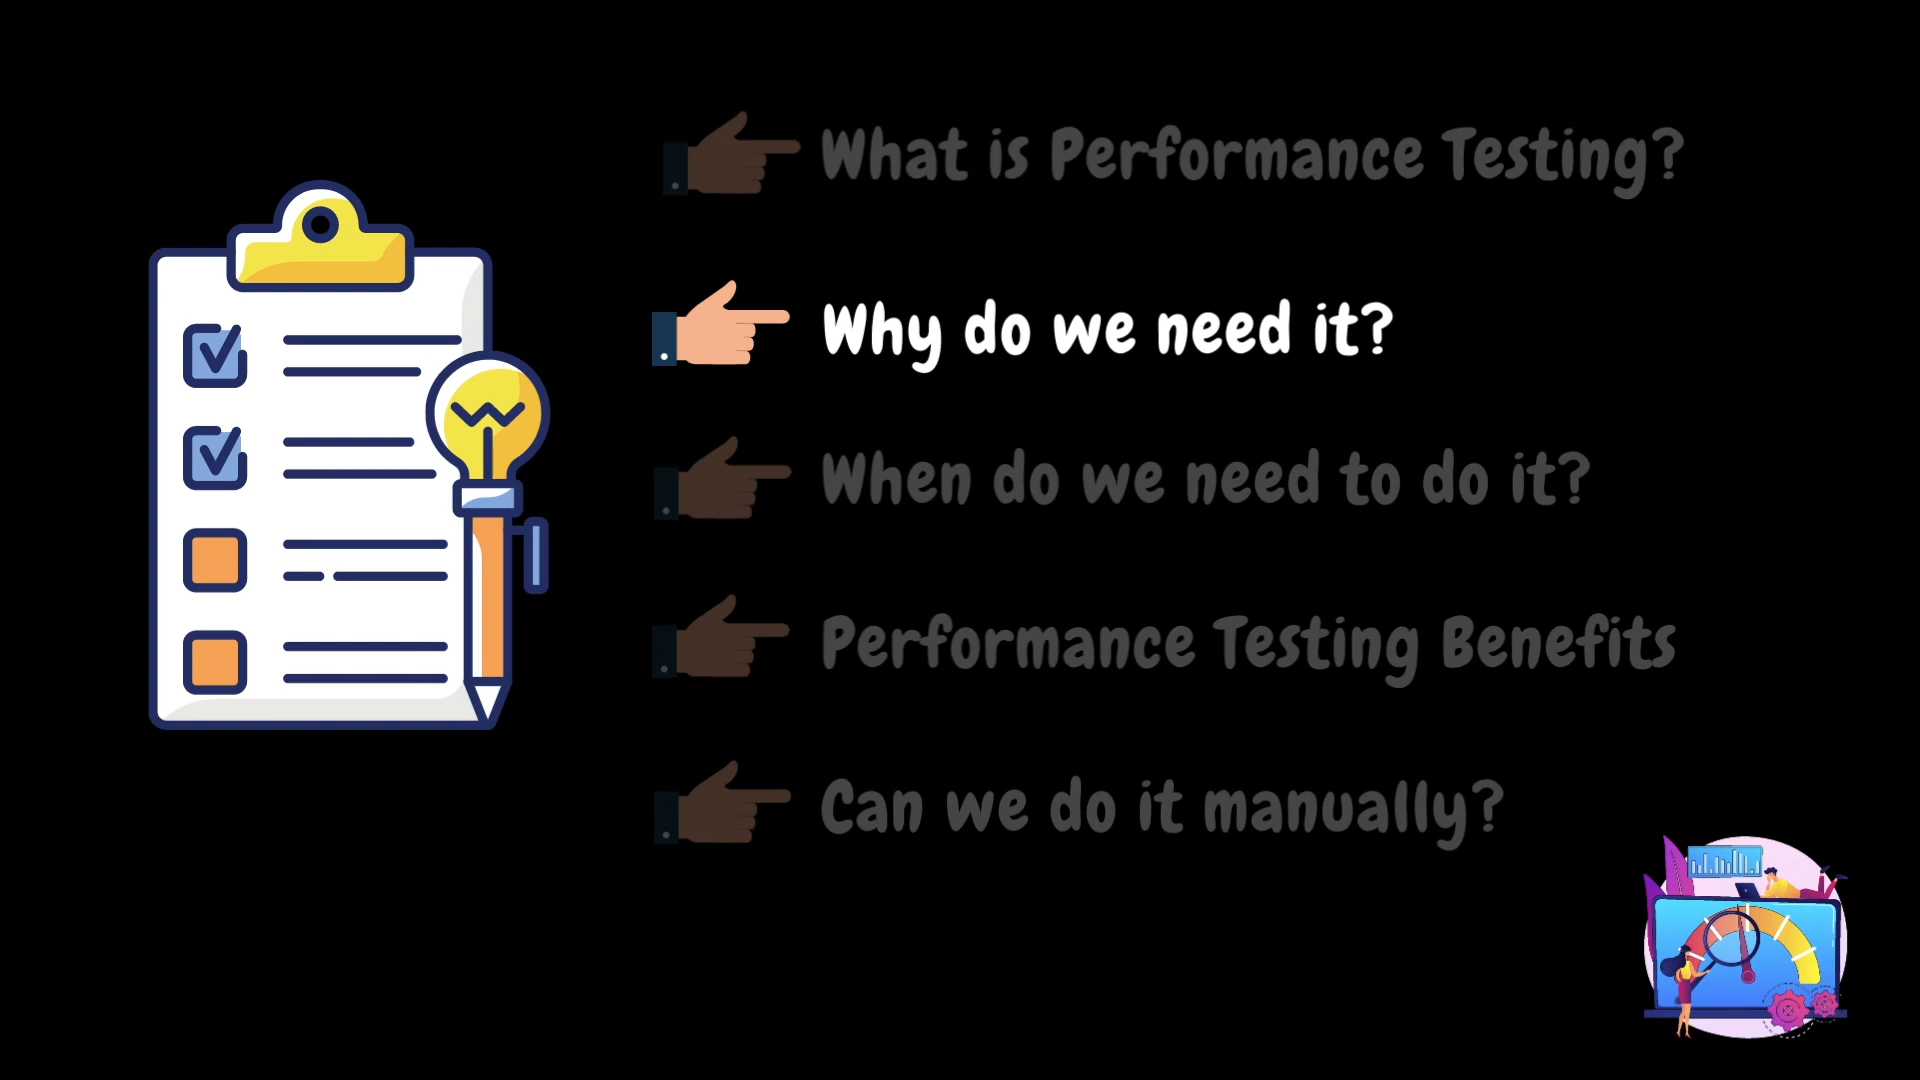 What is Performance Testing?
Why do we need it?
When do we need to do it?
Performance Testing Benefits
Can we do it manually?